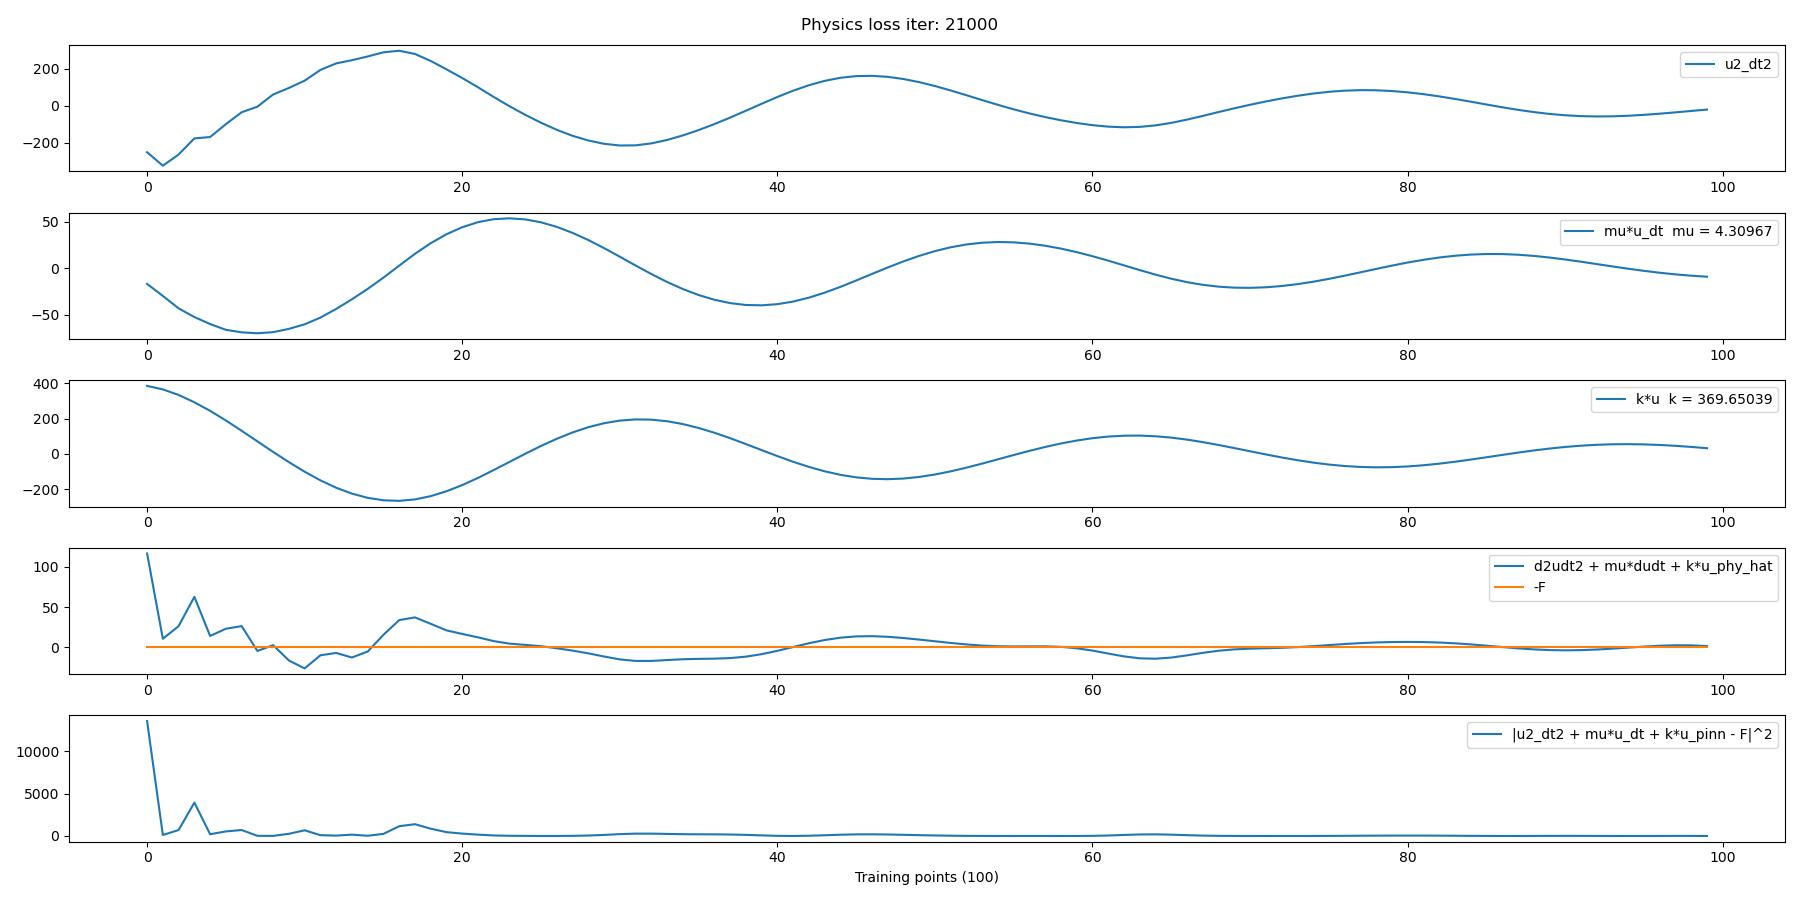 Physics loss iter: 21000
200
0
−200
u2_dt2
0 20 40 60 80 100
50
0
−50
mu*u_dt  mu = 4.30967
0 20 40 60 80 100
400
200
0
−200
k*u  k = 369.65039
0 20 40 60 80 100
100
50
0
d2udt2 + mu*dudt + k*u_phy_hat
-F
0 20 40 60 80 100
10000
5000
0
|u2_dt2 + mu*u_dt + k*u_pinn - F|^2
0 20 40 60 80 100
Training points (100)